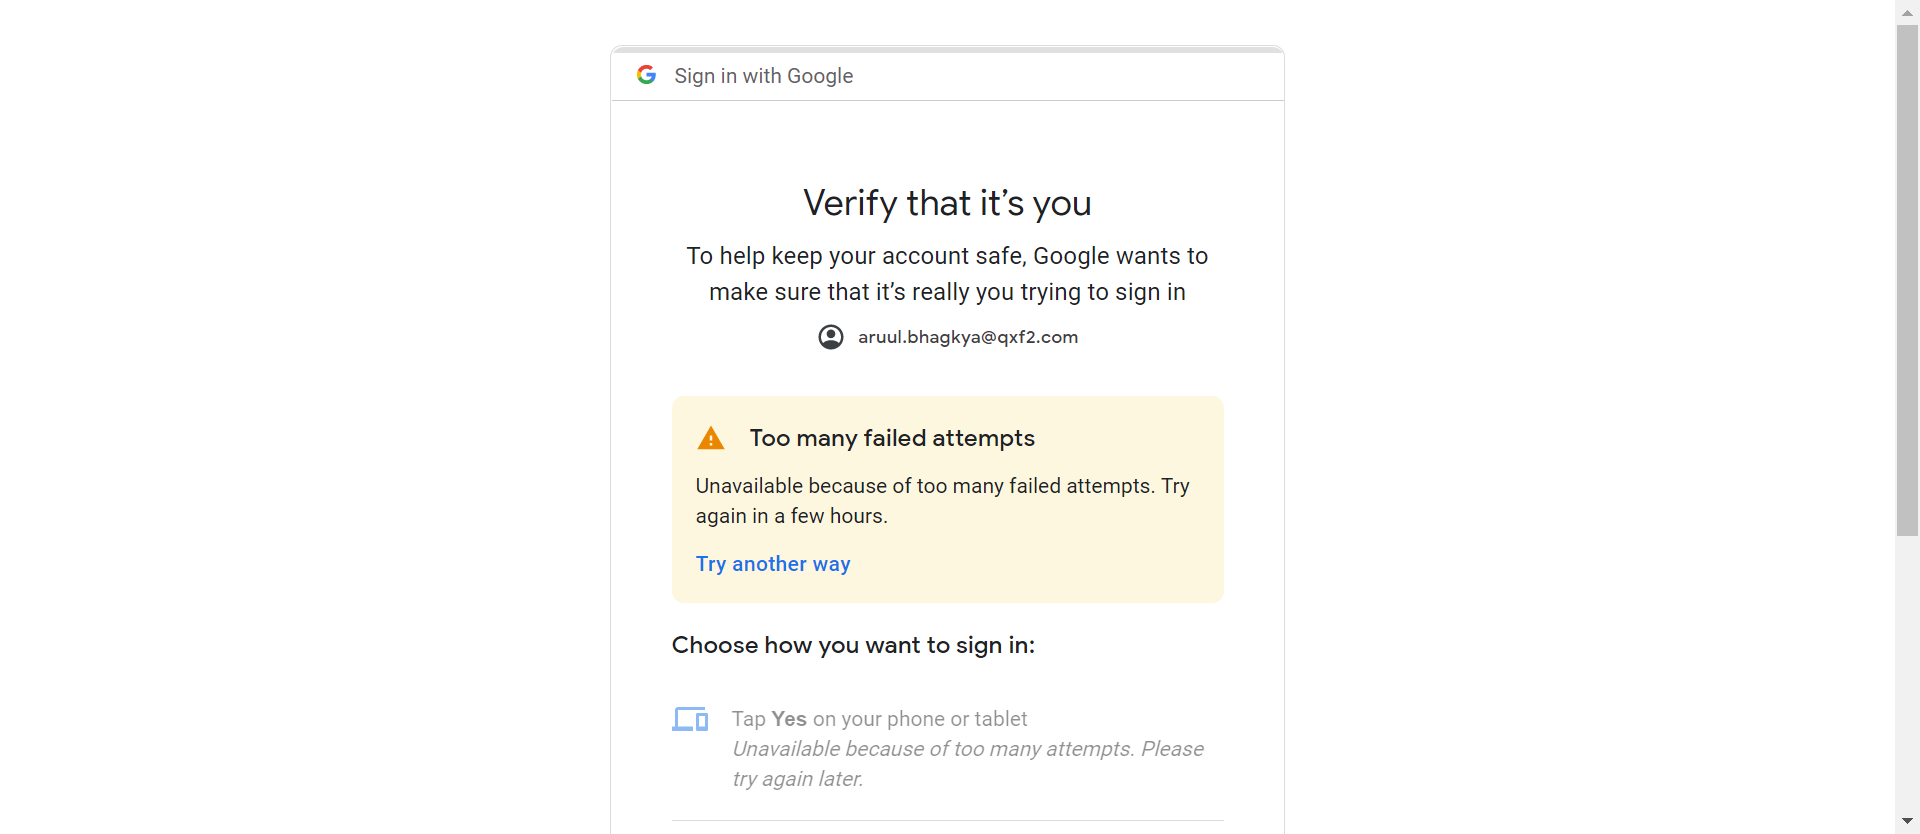 Sign in with Google
Verify that it’s you
To help keep your account safe, Google wants to
make sure that it’s really you trying to sign in
aruul.bhagkya@qxf2.com
Too many failed attempts
Unavailable because of too many failed attempts. Try
again in a few hours.
Try another way
Choose how you want to sign in:
Tap Yes on your phone or tablet
Unavailable because of too many attempts. Please
try again later.